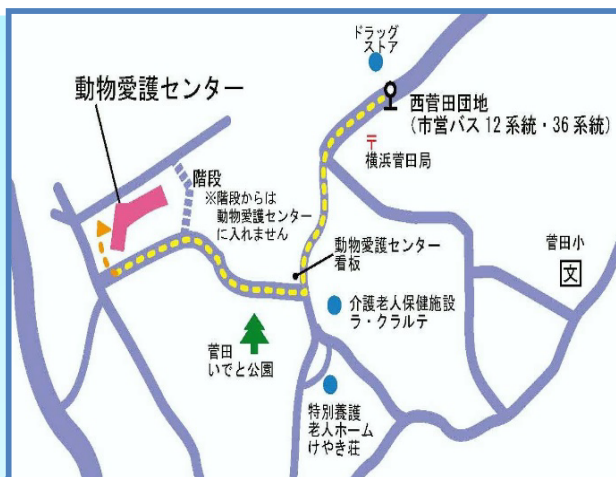 ドラッグ
ストア
動物愛護センター
西菅田団地
(市営バス12系統・36系統)
〒
横浜菅田局
階段
※階段からは
動物愛護センター
に入れません
動物愛護センター
看板
菅田小
文
介護老人保健施設
ラ・クラルテ
菅田
いでと公園
特別養護
老人ホーム
けやき荘